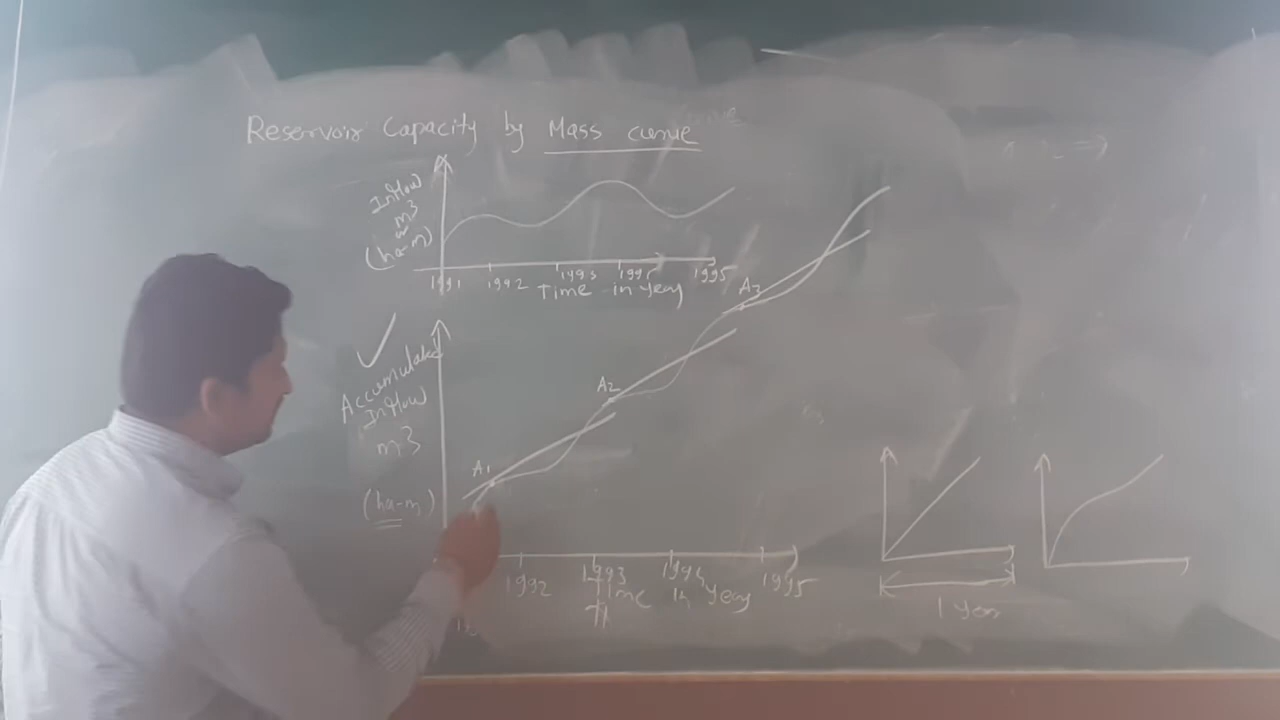 Reservoir Capacity by Mass curve
Inflow
m3
or
(ha-m)
1991 1992 1993 1994 1995
Time in year
Accumulated
Inflow
m3
(ha-m)
A1
A2
A3
1992 1993 1994 1995
Time in year
1 year